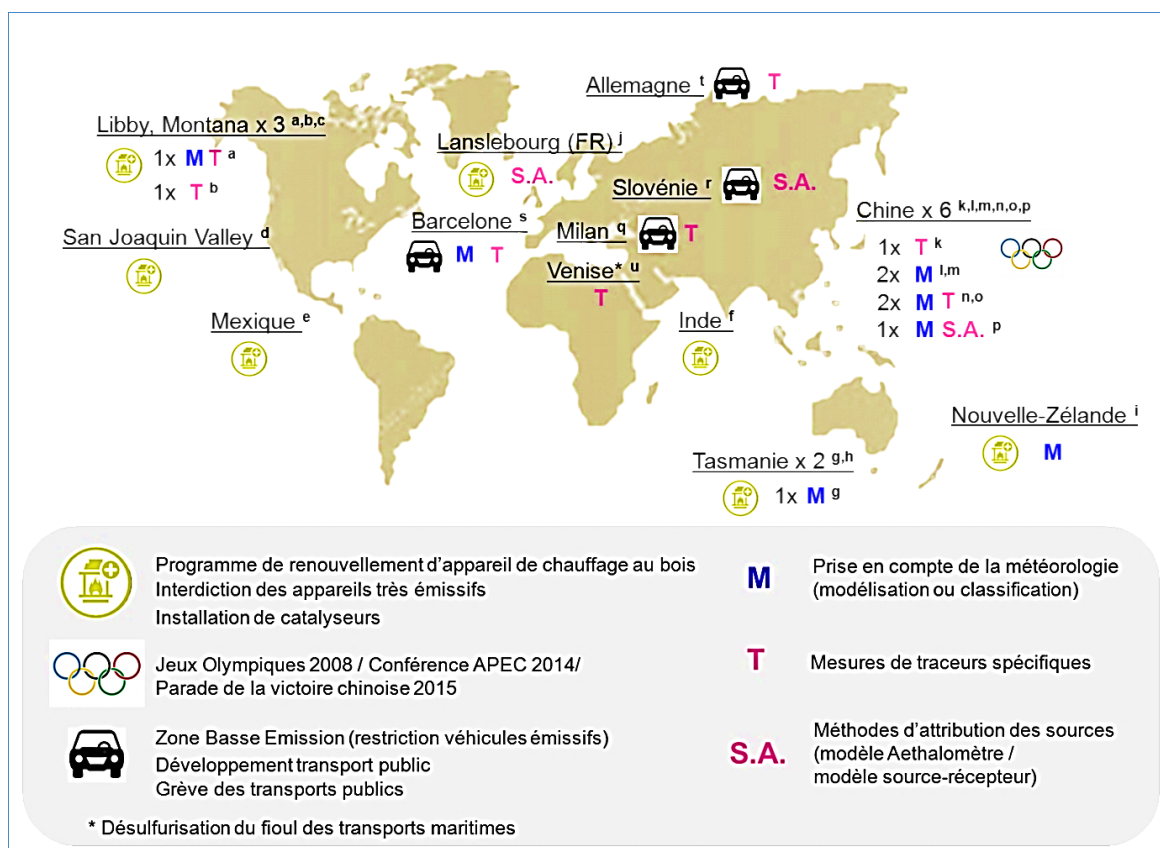 Allemagne t T
Libby, Montana x 3 a,b,c
1x M T a
1x T b
Lanslebourg (FR) j
S.A.
Slovénie r S.A.
San Joaquin Valley d
Barcelone s
M T
Milan q T
Venise* u
T
Chine x 6 k,l,m,n,o,p
1x T k
2x M l,m
2x M T n,o
1x M S.A. p
Mexique e
Inde f
Nouvelle-Zélande i
M
Tasmanie x 2 g,h
1x M g
Programme de renouvellement d'appareil de chauffage au bois
Interdiction des appareils très émissifs
Installation de catalyseurs
Jeux Olympiques 2008 / Conférence APEC 2014/
Parade de la victoire chinoise 2015
Zone Basse Emission (restriction véhicules émissifs)
Développement transport public
Grève des transports publics
* Désulfurisation du fioul des transports maritimes
M
Prise en compte de la météorologie
(modélisation ou classification)
T
Mesures de traceurs spécifiques
S.A.
Méthodes d'attribution des sources
(modèle Aethalomètre /
modèle source-récepteur)